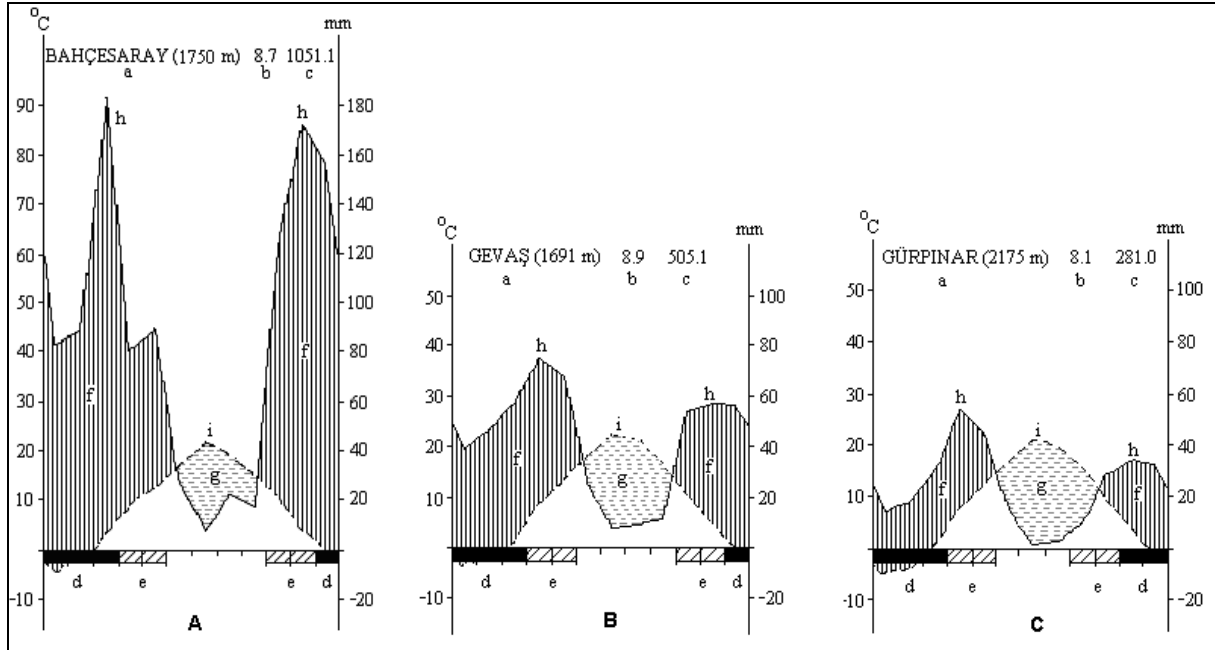 °C mm
BAHÇESARAY (1750 m) 8.7 1051.1
a b c
90 180
80 160
70 140
60 120
50 100
40 80
30 60
20 40
10 20
-10 -20
h h
f f
i
g
d e e d
A
°C mm
GEVAŞ (1691 m) 8.9 505.1
a b c
50 100
40 80
30 60
20 40
10 20
-10 -20
h h
f f
i
g
d e e d
B
°C mm
GÜRPINAR (2175 m) 8.1 281.0
a b c
50 100
40 80
30 60
20 40
10 20
-10 -20
h h
f f
i
g
d e e d
C